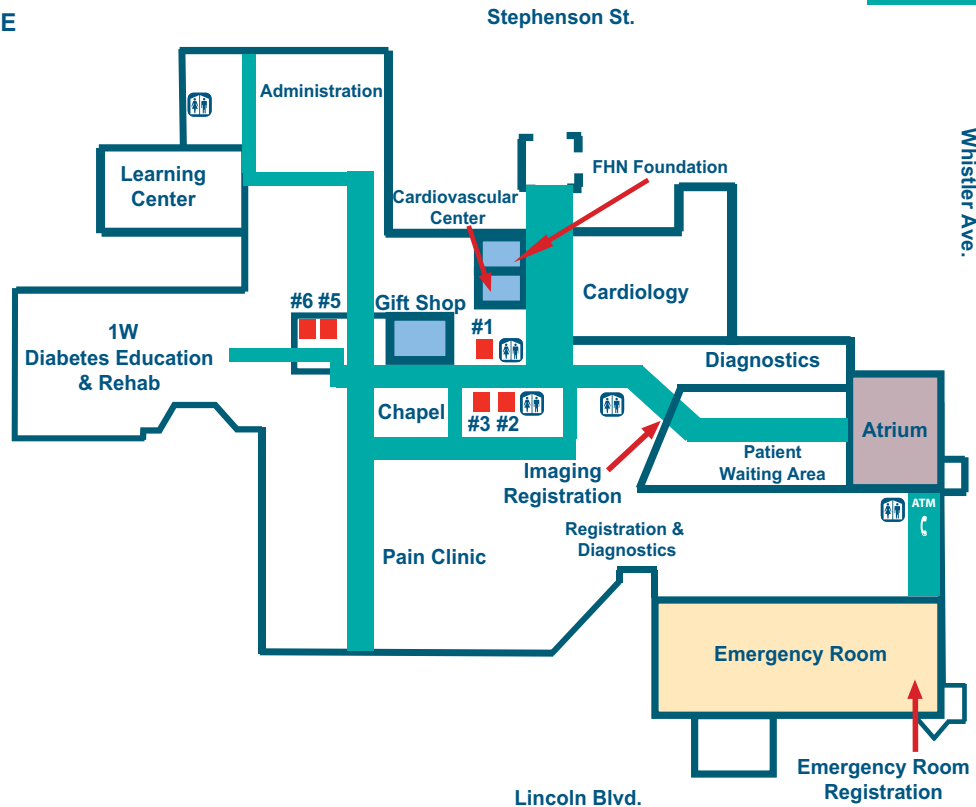 E
Stephenson St.
Administration
Whistler Ave.
FHN Foundation
Learning
Center
Cardiovascular
Center
Cardiology
#6 #5
Gift Shop
#1
1W
Diabetes Education
& Rehab
Diagnostics
Chapel
#3 #2
Atrium
Patient
Waiting Area
Imaging
Registration
ATM
Registration &
Diagnostics
Pain Clinic
Emergency Room
Emergency Room
Registration
Lincoln Blvd.